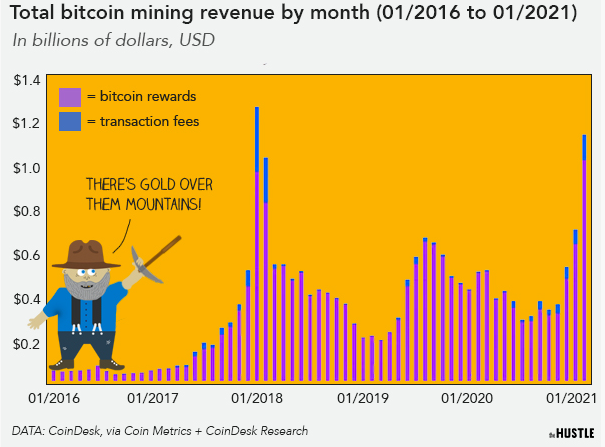 Total bitcoin mining revenue by month (01/2016 to 01/2021)
In billions of dollars, USD
$1.4
= bitcoin rewards
= transaction fees
$1.2
$1.0
THERE'S GOLD OVER
THEM MOUNTAINS!
$0.8
$0.6
$0.4
$0.2
01/2016 01/2017 01/2018 01/2019 01/2020 01/2021
DATA: CoinDesk, via Coin Metrics + CoinDesk Research
the HUSTLE